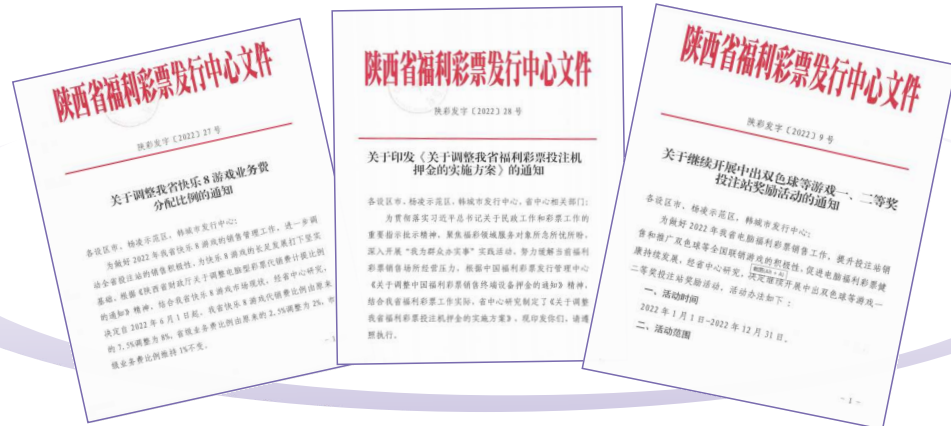 陕西省福利彩票发行中心文件
陕彩发字〔2022〕27 号
关于调整我省快乐 8 游戏业务费
分配比例的通知
各设区市、杨凌示范区、韩城市发行中心:
为做好 2022 年我省快乐 8 游戏的销售管理工作，进一步调
动全省投注站的销售积极性，为快乐 8 游戏的长足发展打下坚实
基础。根据《陕西省财政厅关于调整电脑型彩票代销费计提比例
的通知》精神，结合我省快乐 8 游戏市场现状，经省中心研究，
决定自 2022 年 6 月 1 日起，我省快乐 8 游戏代销费比例由原来
的 7.5%调整为 8%，省级业务费比例由原来的 2.5%调整为 2%，市
级业务费比例维持 1%不变。
陕西省福利彩票发行中心文件
陕彩发字〔2022〕28 号
关于印发《关于调整我省福利彩票投注机
押金的实施方案》的通知
各设区市、杨凌示范区、韩城市发行中心，省中心相关部门:
为贯彻落实习近平总书记关于民政工作和彩票工作的
重要指示批示精神，聚焦福彩领域服务对象所急所忧所盼，
深入开展“我为群众办实事”实践活动，努力缓解当前福利
彩票销售场所经营压力，根据中国福利彩票发行管理中心
《关于调整中国福利彩票销售终端设备押金的通知》精神，
结合我省福利彩票工作实际，省中心研究制定了《关于调整
我省福利彩票投注机押金的实施方案》，现印发你们，请遵
照执行。
陕西省福利彩票发行中心文件
陕彩发字〔2022〕9 号
关于继续开展中出双色球等游戏一、二等奖
投注站奖励活动的通知
各设区市、杨凌示范区、韩城市发行中心:
为做好 2022 年我省电脑福利彩票销售工作，提升投注站销
售和推广双色球等全国联销游戏的积极性，促进电脑福利彩票健
康持续发展，经省中心研究，决定继续开展中出双色球等游戏一
二等奖投注站奖励活动，活动办法如下:
一、活动时间
2022 年 1 月 1 日-2022 年 12 月 31 日。
二、活动范围
- 1 -